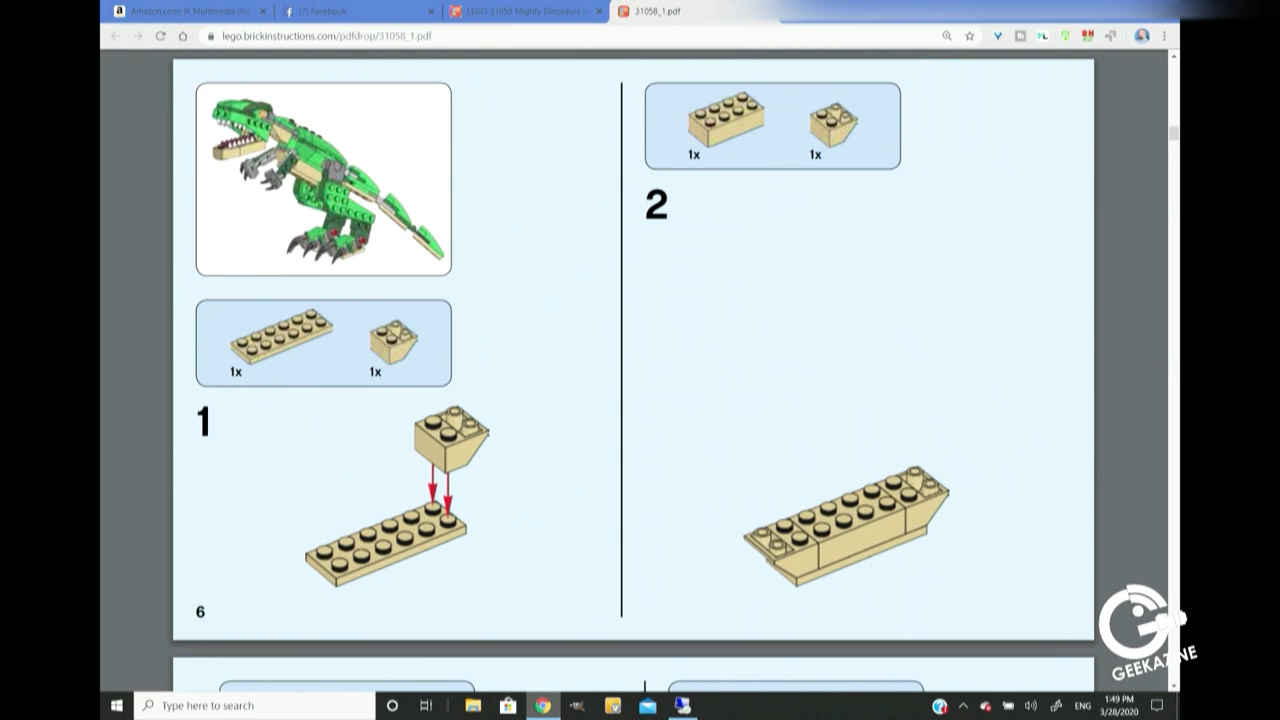 Amazon.com: IK Multimedia iRi
(7) Facebook
LEGO 31058 Mighty Dinosaurs I
31058_1.pdf
lego.brickinstructions.com/pdfdrop/31058_1.pdf
1x
1x
2
1x
1x
1
6
GEEKAZINE
Type here to search
ENG
1:49 PM
3/28/2020